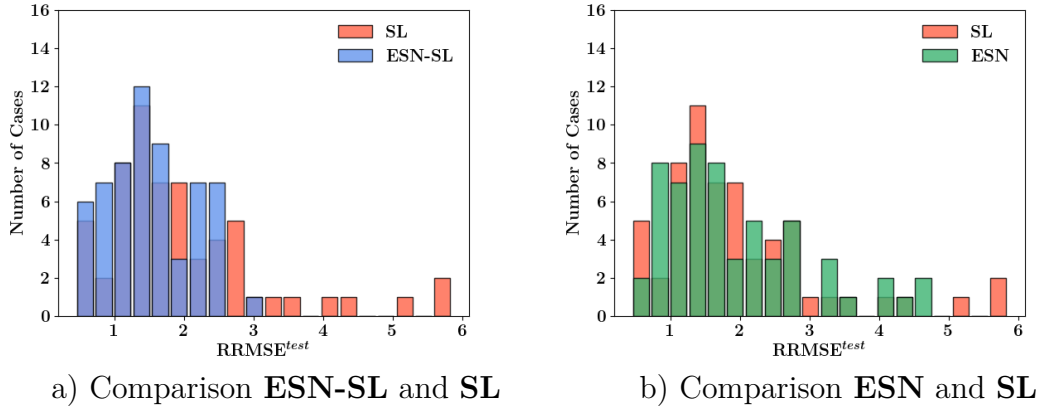 16
14
12
10
8
6
4
2
0
Number of Cases
SL
ESN-SL
1 2 3 4 5 6
RRMSE^test
a) Comparison ESN-SL and SL
16
14
12
10
8
6
4
2
0
Number of Cases
SL
ESN
1 2 3 4 5 6
RRMSE^test
b) Comparison ESN and SL